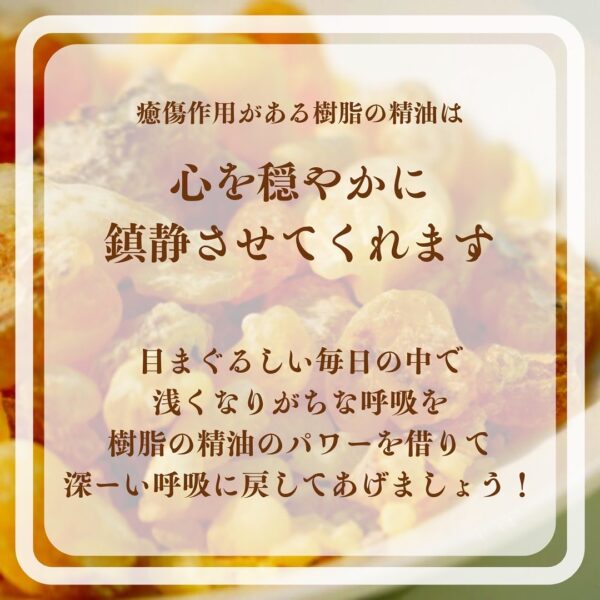 癒傷作用がある樹脂の精油は
心を穏やかに
鎮静させてくれます
目まぐるしい毎日の中で
浅くなりがちな呼吸を
樹脂の精油のパワーを借りて
深ーい呼吸に戻してあげましょう！